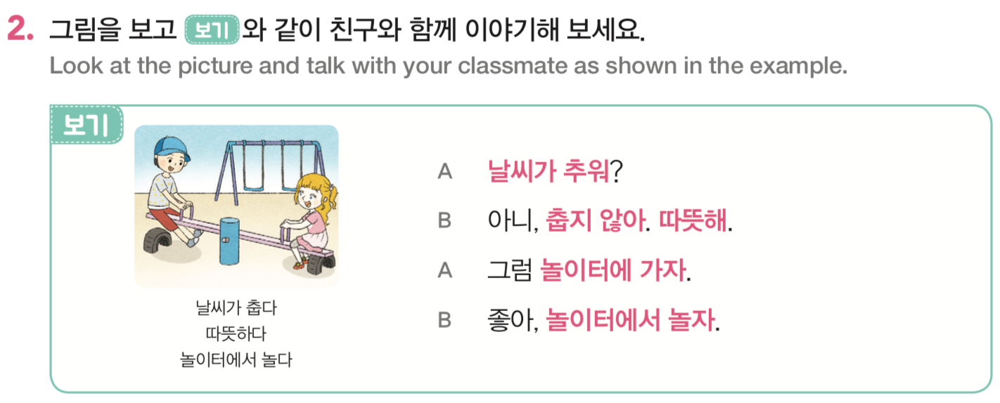 2. 그림을 보고 보기 와 같이 친구와 함께 이야기해 보세요.
Look at the picture and talk with your classmate as shown in the example.
보기
날씨가 춥다
따뜻하다
놀이터에서 놀다
A 날씨가 추워?
B 아니, 춥지 않아. 따뜻해.
A 그럼 놀이터에 가자.
B 좋아, 놀이터에서 놀자.